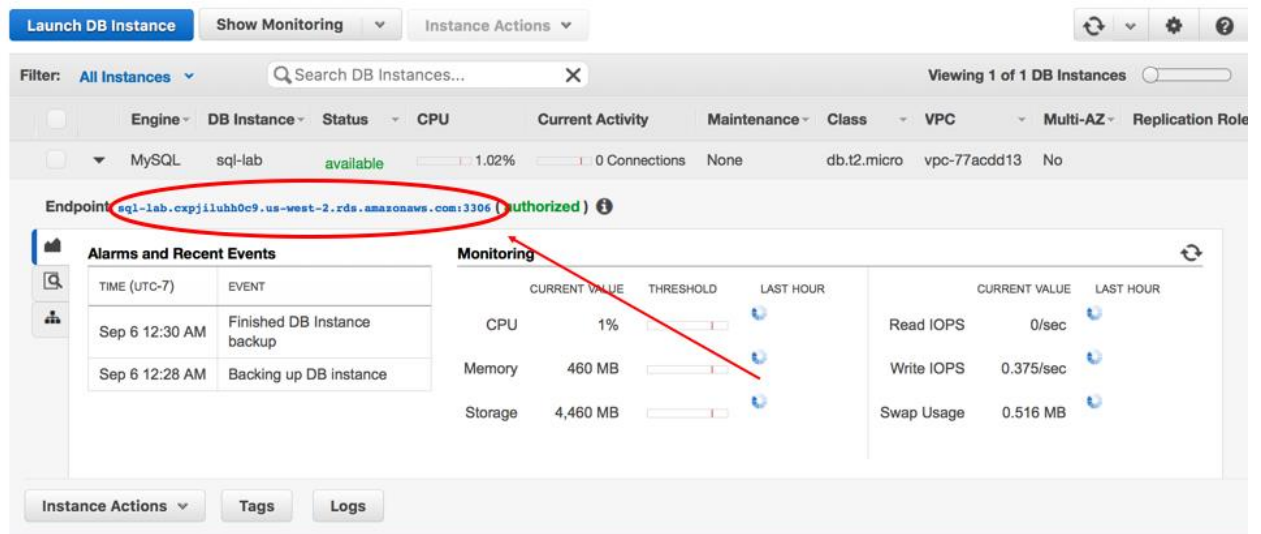 Launch DB Instance Show Monitoring Instance Actions
Filter: All Instances Search DB Instances... Viewing 1 of 1 DB Instances
Engine DB Instance Status CPU Current Activity Maintenance Class VPC Multi-AZ Replication Role
MySQL sql-lab available 1.02% 0 Connections None db.t2.micro vpc-77acdd13 No
Endpoint: sql-lab.cxpjiluhh0c9.us-west-2.rds.amazonaws.com:3306 ( authorized )
Alarms and Recent Events
TIME (UTC-7) EVENT
Sep 6 12:30 AM Finished DB Instance
backup
Sep 6 12:28 AM Backing up DB instance
Monitoring
CURRENT VALUE THRESHOLD LAST HOUR CURRENT VALUE LAST HOUR
CPU 1% Read IOPS 0/sec
Memory 460 MB Write IOPS 0.375/sec
Storage 4,460 MB Swap Usage 0.516 MB
Instance Actions Tags Logs